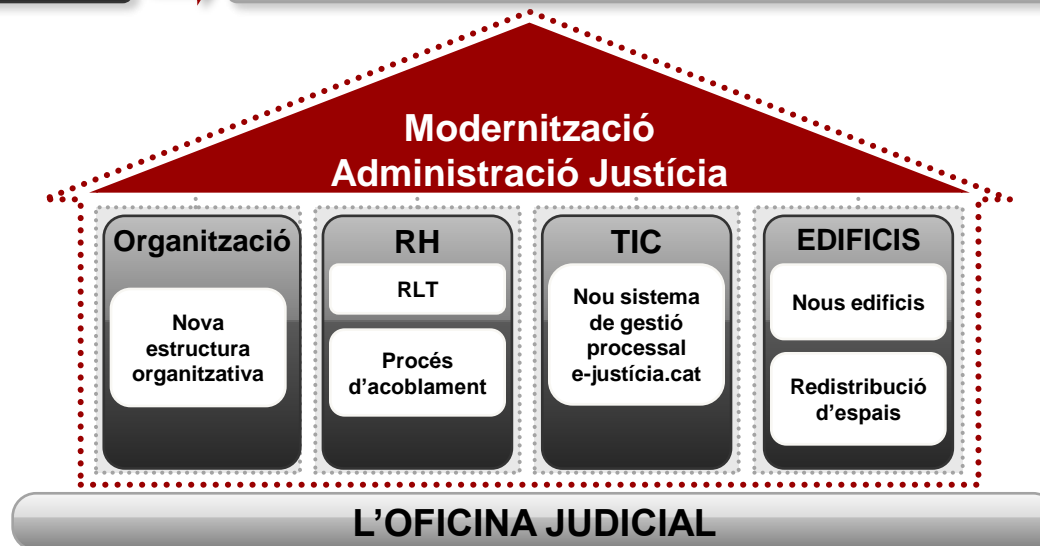 Modernització
Administració Justícia
Organització
Nova
estructura
organitzativa
RH
RLT
Procés
d'acoblament
TIC
Nou sistema
de gestió
processal
e-justícia.cat
EDIFICIS
Nous edificis
Redistribució
d'espais
L'OFICINA JUDICIAL